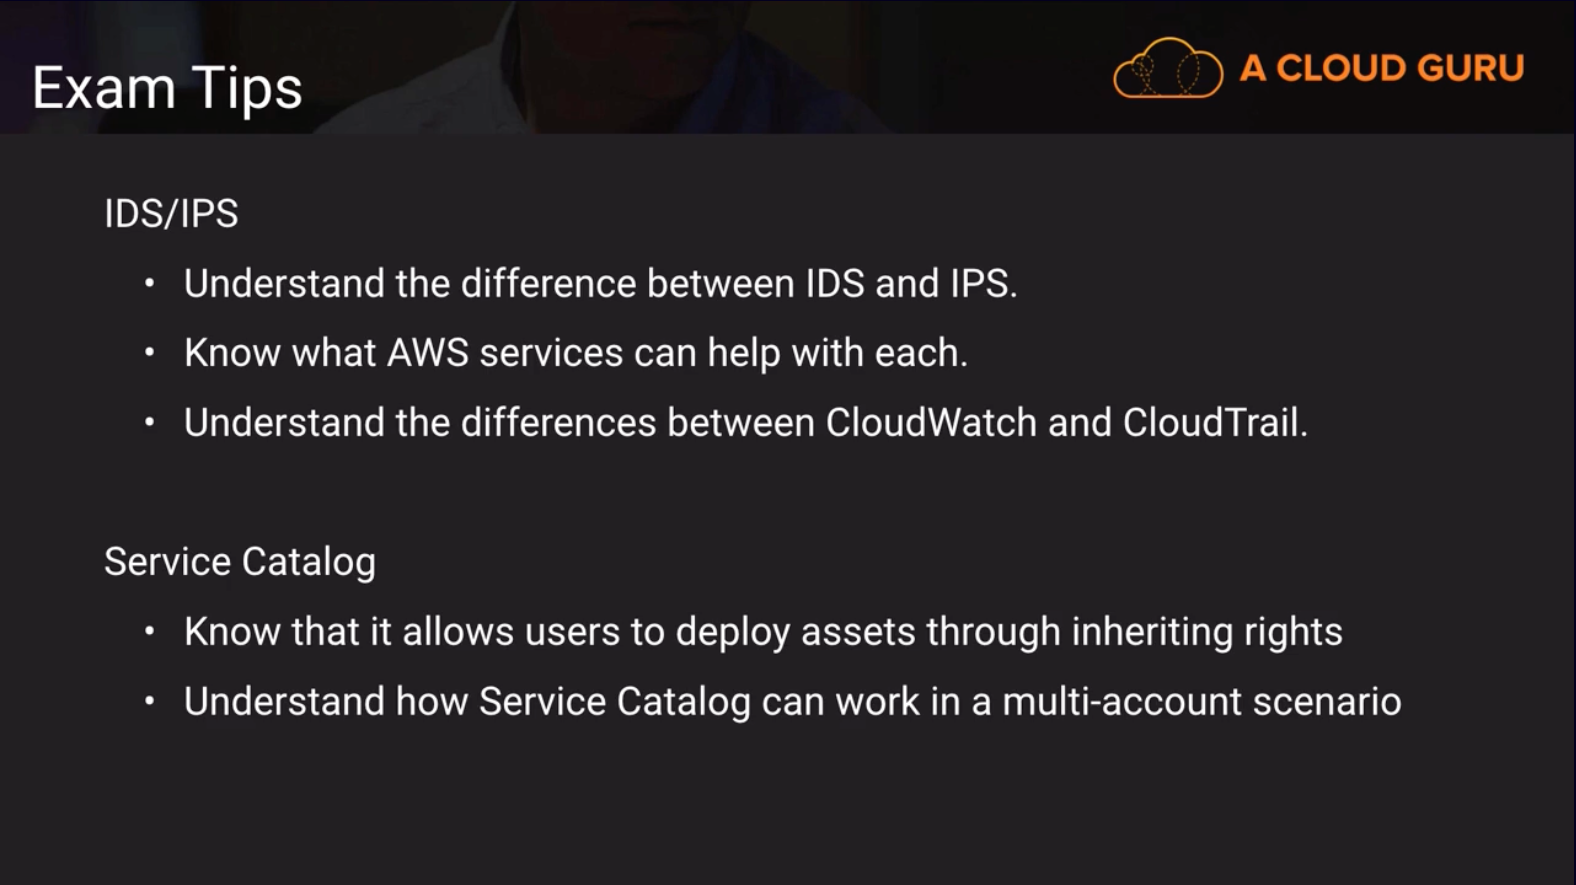 Exam Tips
A CLOUD GURU
IDS/IPS
• Understand the difference between IDS and IPS.
• Know what AWS services can help with each.
• Understand the differences between CloudWatch and CloudTrail.
Service Catalog
• Know that it allows users to deploy assets through inheriting rights
• Understand how Service Catalog can work in a multi-account scenario